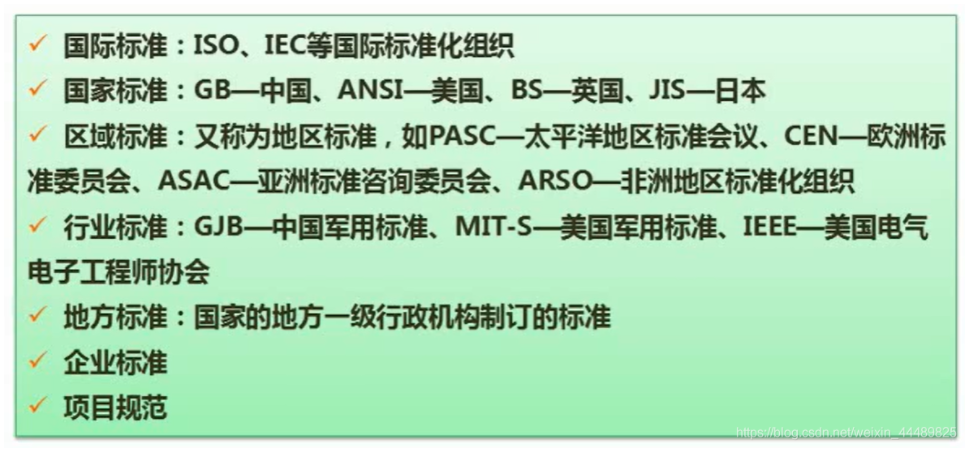 ✓ 国际标准：ISO、IEC等国际标准化组织
✓ 国家标准：GB—中国、ANSI—美国、BS—英国、JIS—日本
✓ 区域标准：又称为地区标准，如PASC—太平洋地区标准会议、CEN—欧洲标
准委员会、ASAC—亚洲标准咨询委员会、ARSO—非洲地区标准化组织
✓ 行业标准：GJB—中国军用标准、MIT-S—美国军用标准、IEEE—美国电气
电子工程师协会
✓ 地方标准：国家的地方一级行政机构制订的标准
✓ 企业标准
✓ 项目规范
https://blog.csdn.net/weixin_44489825